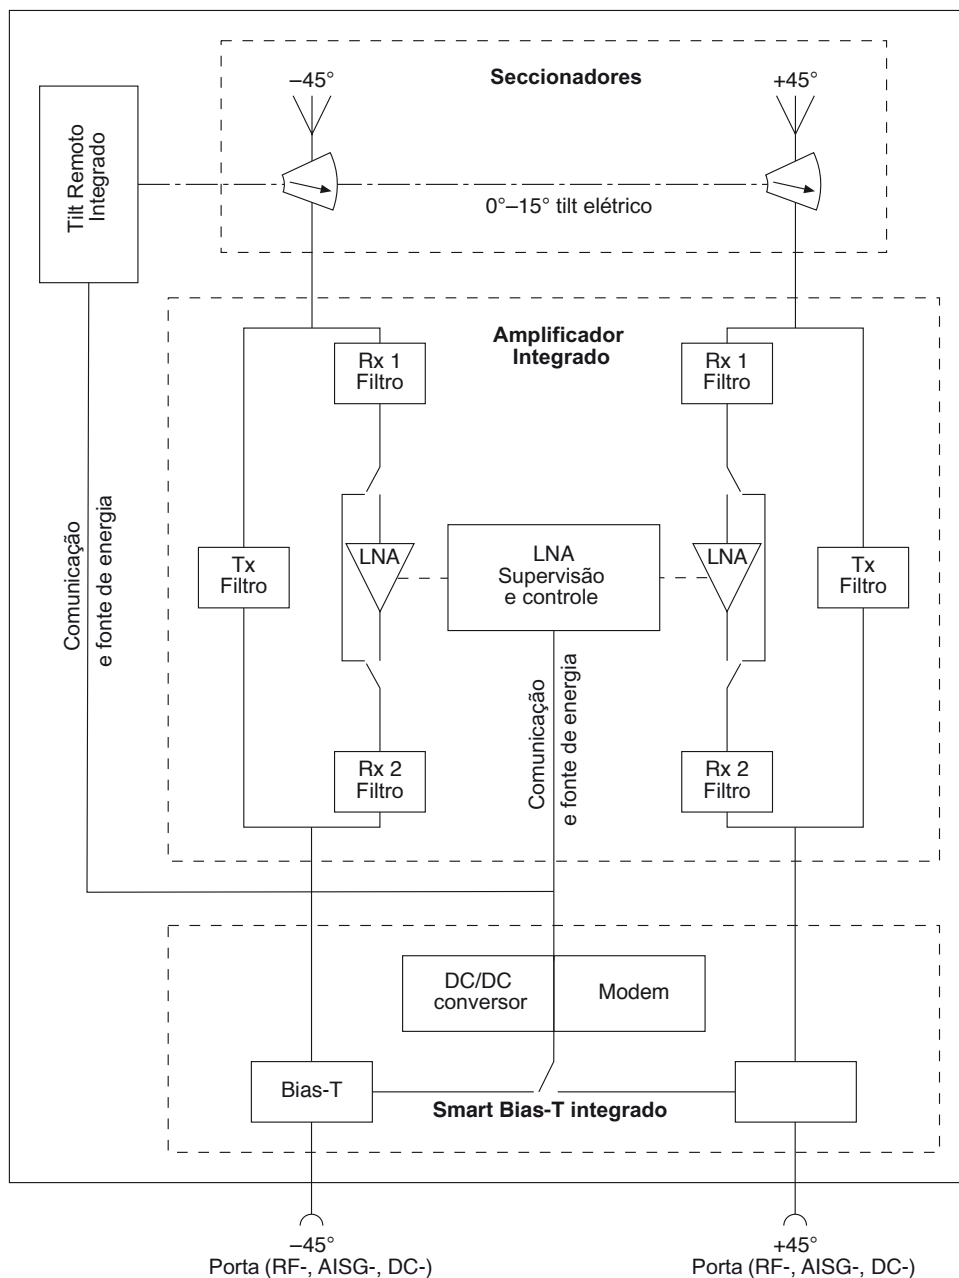 Seccionadores
–45°
+45°
Tilt Remoto
Integrado
0°–15° tilt elétrico
Amplificador
Integrado
Rx 1
Filtro
Rx 1
Filtro
Comunicação
e fonte de energia
Tx
Filtro
LNA
LNA
Supervisão
e controle
LNA
Tx
Filtro
Comunicação
e fonte de energia
Rx 2
Filtro
Rx 2
Filtro
DC/DC
conversor
Modem
Bias-T
Smart Bias-T integrado
–45°
Porta (RF-, AISG-, DC-)
+45°
Porta (RF-, AISG-, DC-)